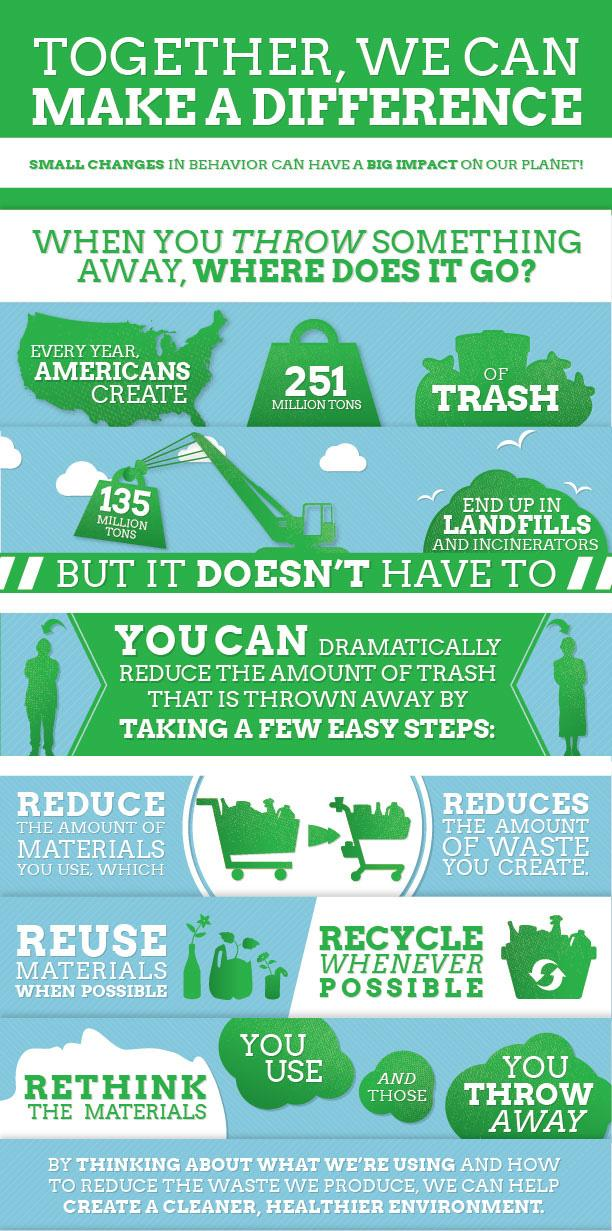 TOGETHER, WE CAN
MAKE A DIFFERENCE
SMALL CHANGES IN BEHAVIOR CAN HAVE A BIG IMPACT ON OUR PLANET!
WHEN YOU THROW SOMETHING
AWAY, WHERE DOES IT GO?
EVERY YEAR,
AMERICANS
CREATE
251
MILLION TONS
OF
TRASH
135
MILLION
TONS
END UP IN
LANDFILLS
AND INCINERATORS
BUT IT DOESN'T HAVE TO
YOU CAN DRAMATICALLY
REDUCE THE AMOUNT OF TRASH
THAT IS THROWN AWAY BY
TAKING A FEW EASY STEPS:
REDUCE
THE AMOUNT OF
MATERIALS
YOU USE, WHICH
REDUCES
THE AMOUNT
OF WASTE
YOU CREATE.
REUSE
MATERIALS
WHEN POSSIBLE
RECYCLE
WHENEVER
POSSIBLE
RETHINK
THE MATERIALS
YOU
USE
AND
THOSE
YOU
THROW
AWAY
BY THINKING ABOUT WHAT WE'RE USING AND HOW
TO REDUCE THE WASTE WE PRODUCE, WE CAN HELP
CREATE A CLEANER, HEALTHIER ENVIRONMENT.